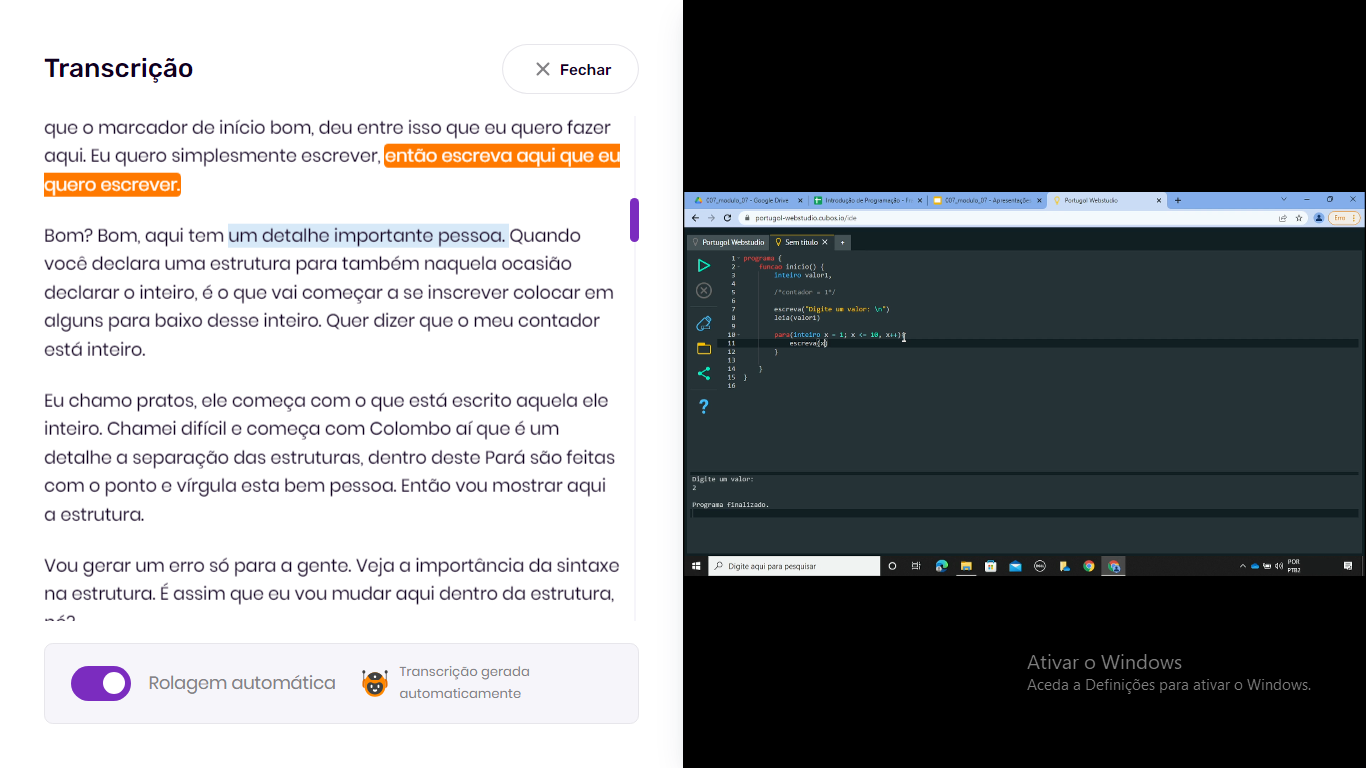 Transcrição
Fechar
que o marcador de início bom, deu entre isso que eu quero fazer
aqui. Eu quero simplesmente escrever, então escreva aqui que eu
quero escrever.
Bom? Bom, aqui tem um detalhe importante pessoa. Quando
você declara uma estrutura para também naquela ocasião
declarar o inteiro, é o que vai começar a se inscrever colocar em
alguns para baixo desse inteiro. Quer dizer que o meu contador
está inteiro.
Eu chamo pratos, ele começa com o que está escrito aquela ele
inteiro. Chamei difícil e começa com Colombo aí que é um
detalhe a separação das estruturas, dentro deste Pará são feitas
com o ponto e vírgula esta bem pessoa. Então vou mostrar aqui
a estrutura.
Vou gerar um erro só para a gente. Veja a importância da sintaxe
na estrutura. É assim que eu vou mudar aqui dentro da estrutura,
né?
Rolagem automática
Transcrição gerada
automaticamente
C07_modulo_07 - Google Drive
Introdução de Programação - Fr
C07_modulo_07 - Apresentações
Portugol Webstudio
portugol-webstudio.cubos.io/ide
Erro
Portugol Webstudio
Sem título
1 programa {
2 funcao inicio() {
3 inteiro valor1,
4
5 /*contador = 1*/
6
7 escreva("Digite um valor: \n")
8 leia(valor1)
9
10 para(inteiro x = 1; x <= 10, x++){
11 escreva(x)
12 }
13
14 }
15 }
16
Digite um valor:
2
Programa finalizado.
Digite aqui para pesquisar
POR
PTB2
Ativar o Windows
Aceda a Definições para ativar o Windows.